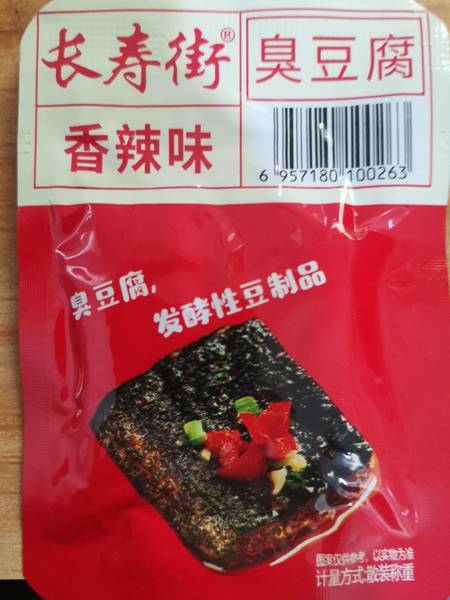 长寿街®
臭豆腐
香辣味
6 957180 100263
臭豆腐,
发酵性豆制品
图案仅供参考,以实物为准
计量方式:散装称重